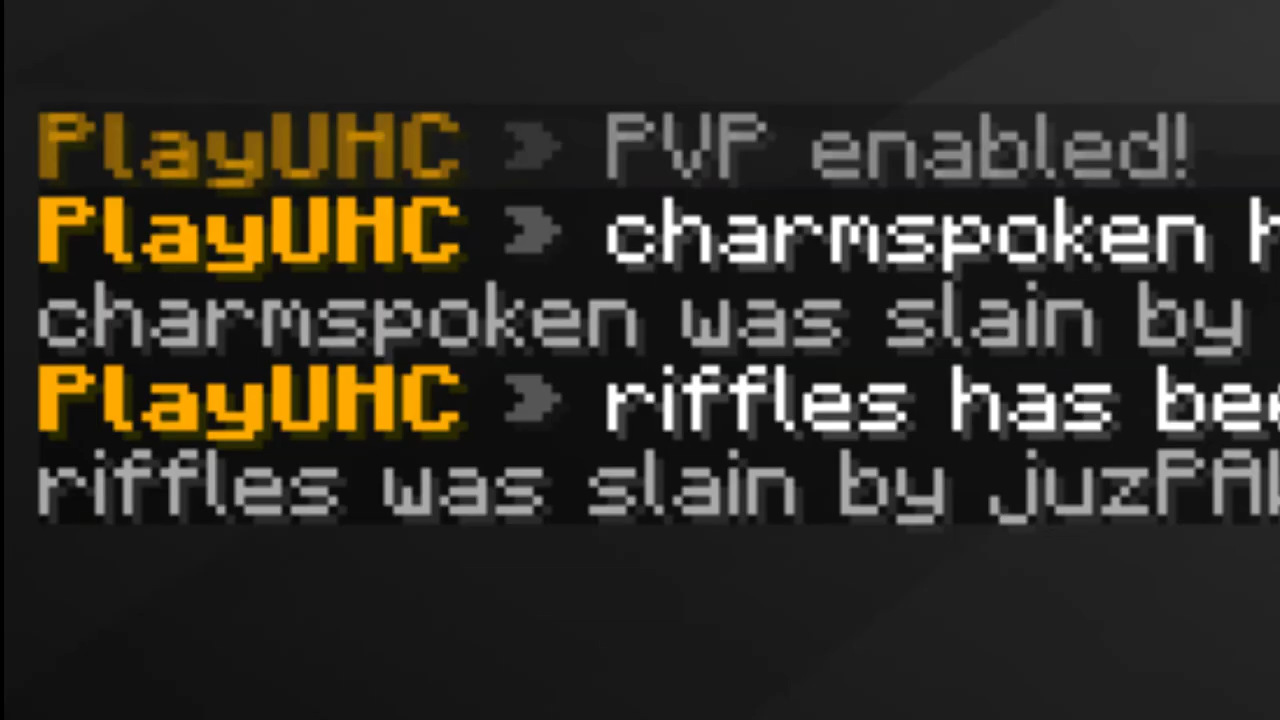 PlayUHC > PVP enabled!
PlayUHC > charmspoken
charmspoken was slain by
PlayUHC > riffles has
riffles was slain by